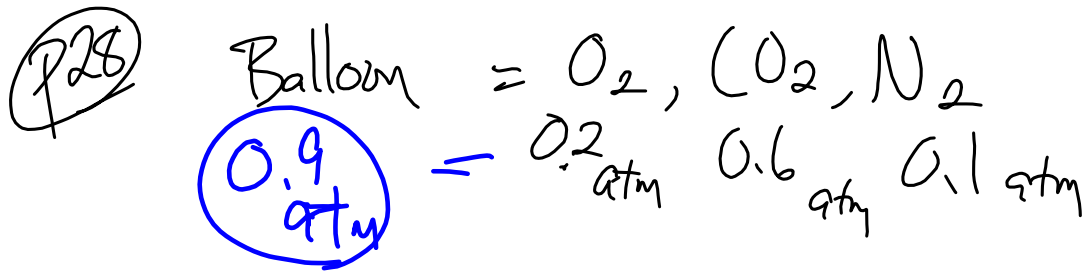 P28 Balloon = O₂, CO₂, N₂
0.9 atm = 0.2 atm 0.6 atm 0.1 atm